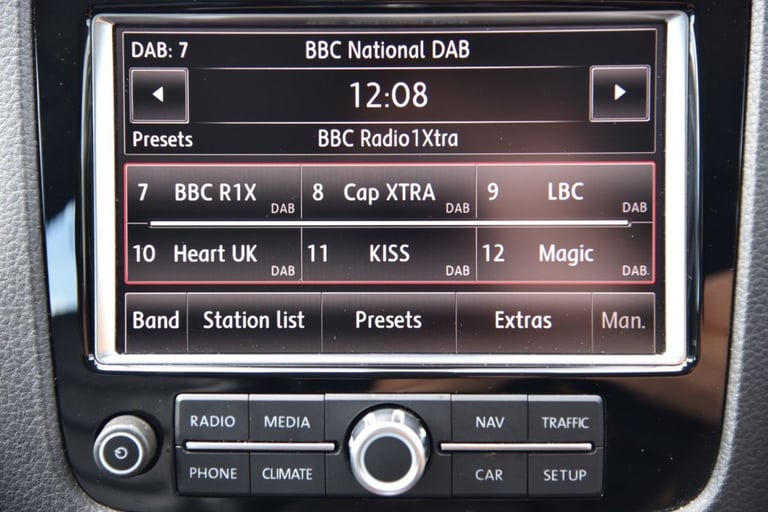 DAB: 7 BBC National DAB
12:08
Presets BBC Radio1Xtra
7 BBC R1X DAB 8 Cap XTRA DAB 9 LBC DAB
10 Heart UK DAB 11 KISS DAB 12 Magic DAB
Band Station list Presets Extras Man.
RADIO MEDIA NAV TRAFFIC
PHONE CLIMATE CAR SETUP